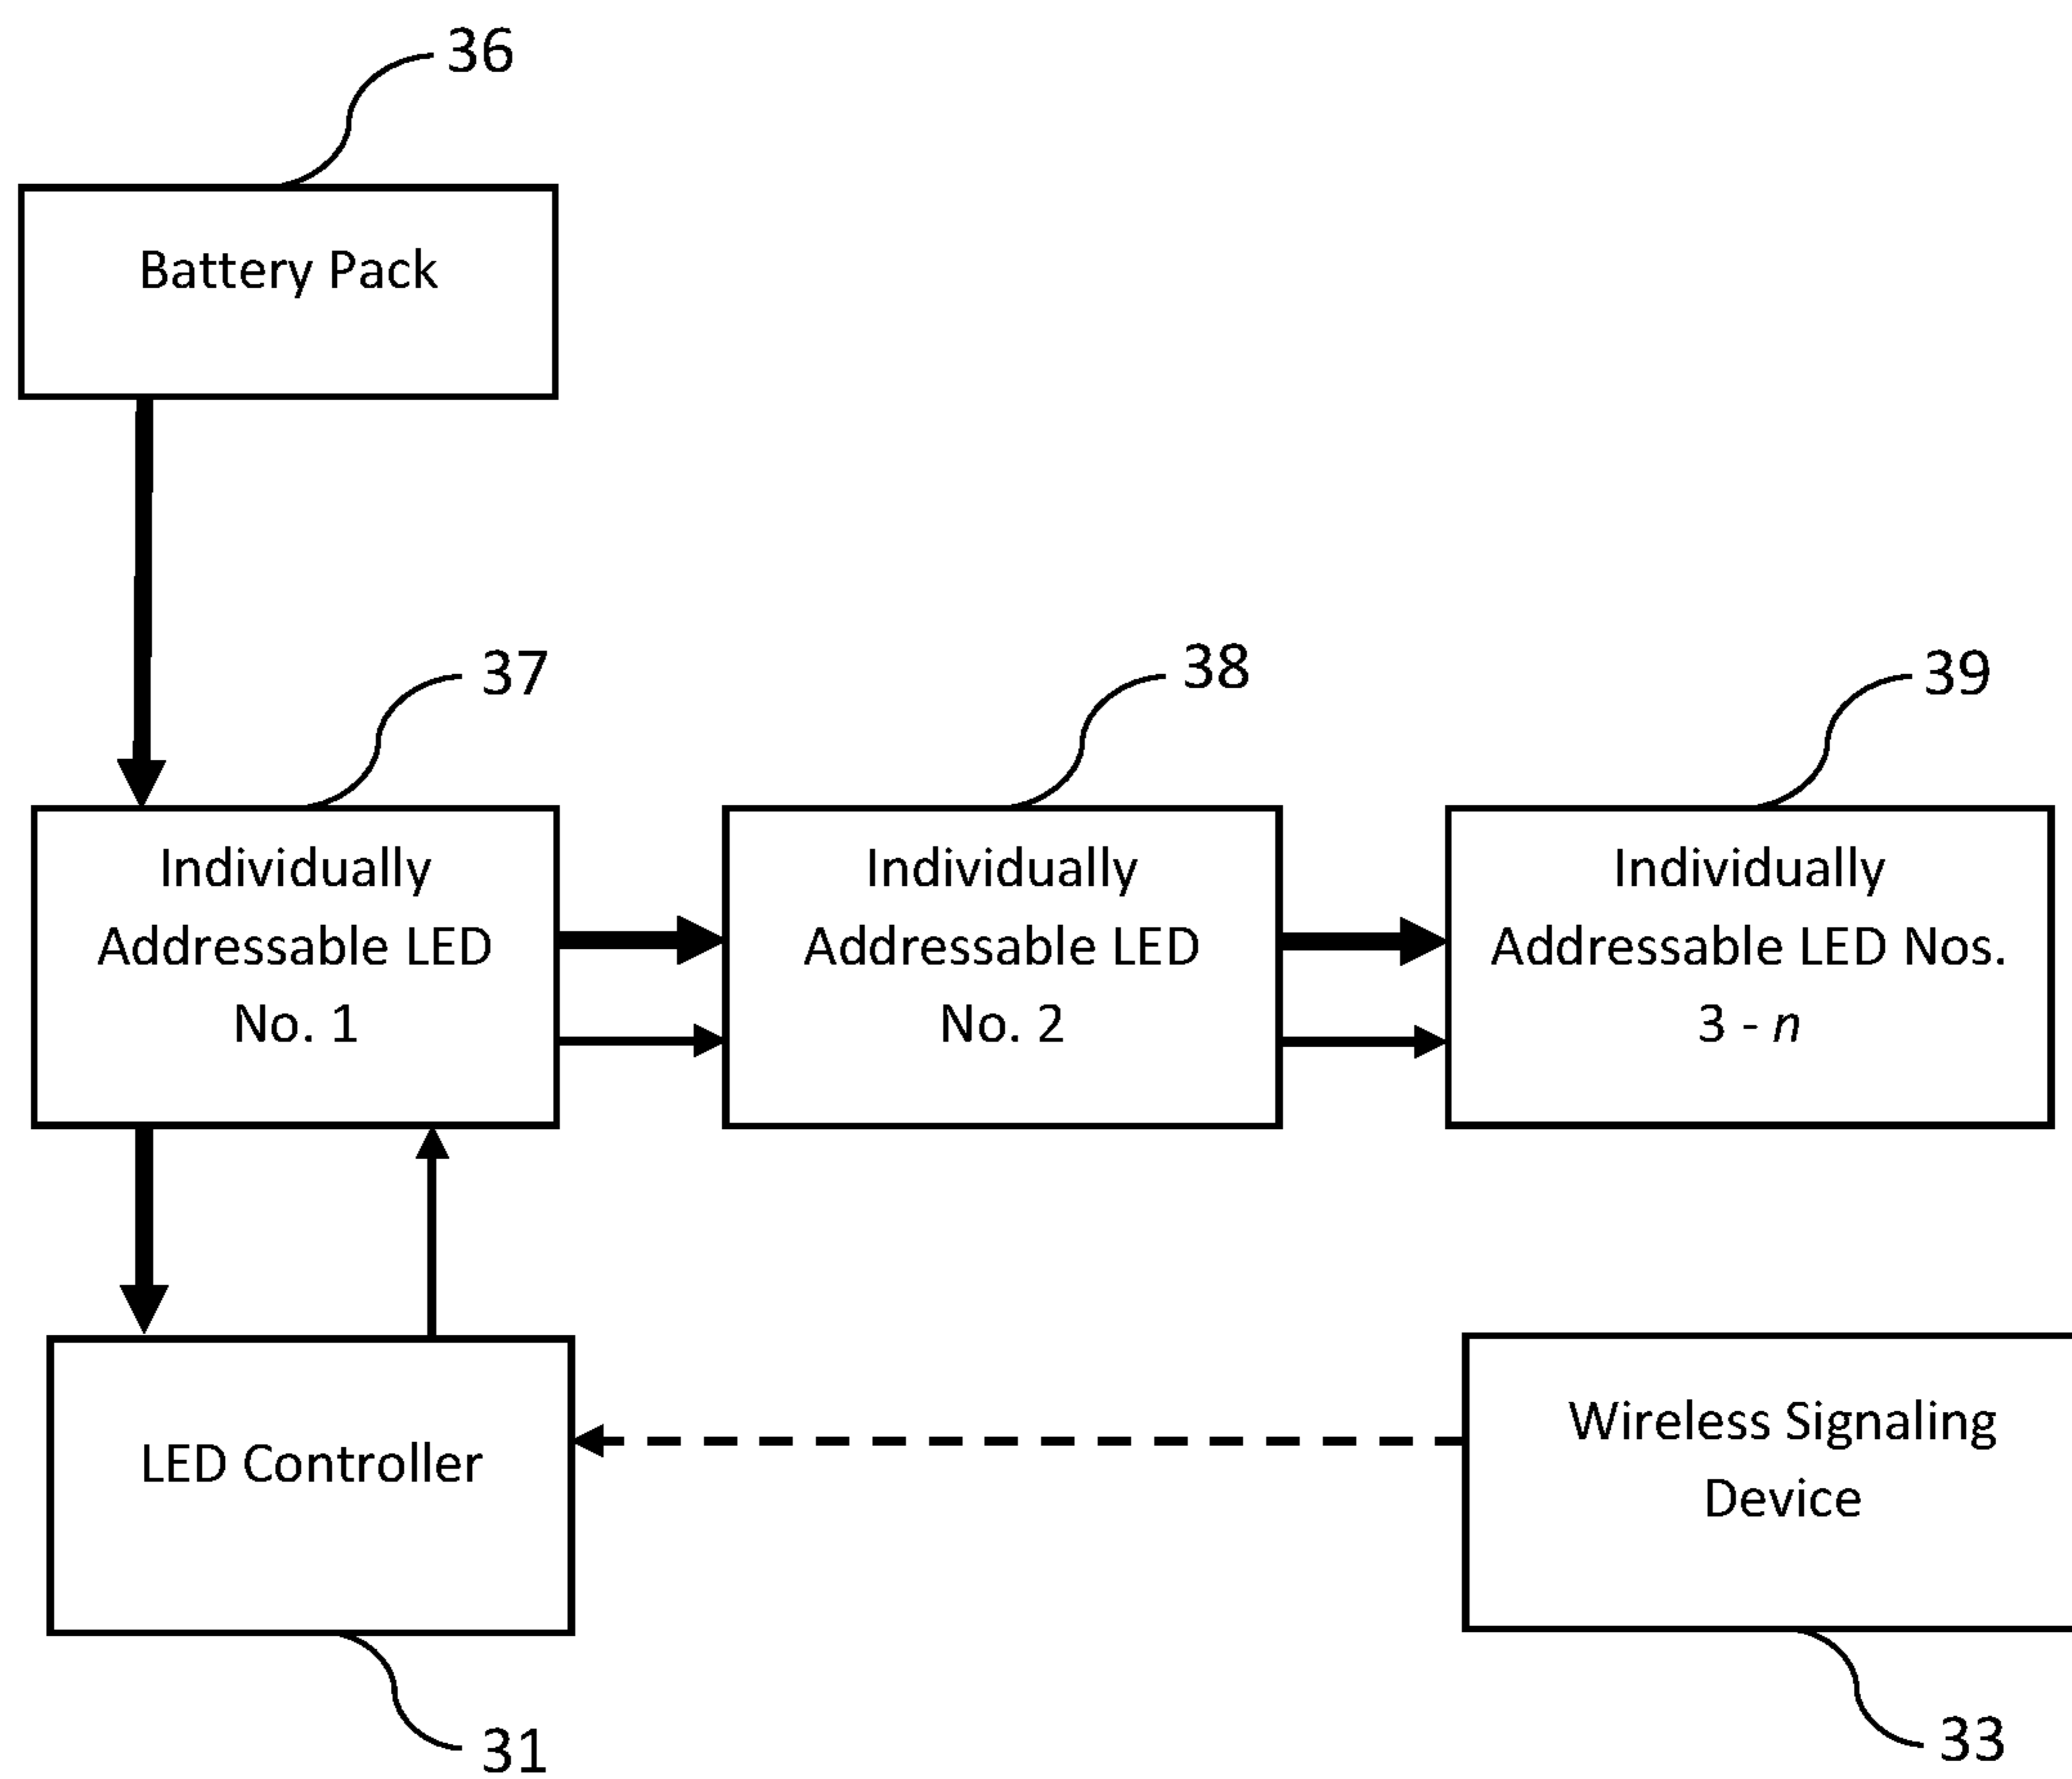 36
Battery Pack
37
38
39
Individually
Addressable LED
No. 1
Individually
Addressable LED
No. 2
Individually
Addressable LED Nos.
3 - n
LED Controller
Wireless Signaling
Device
31
33